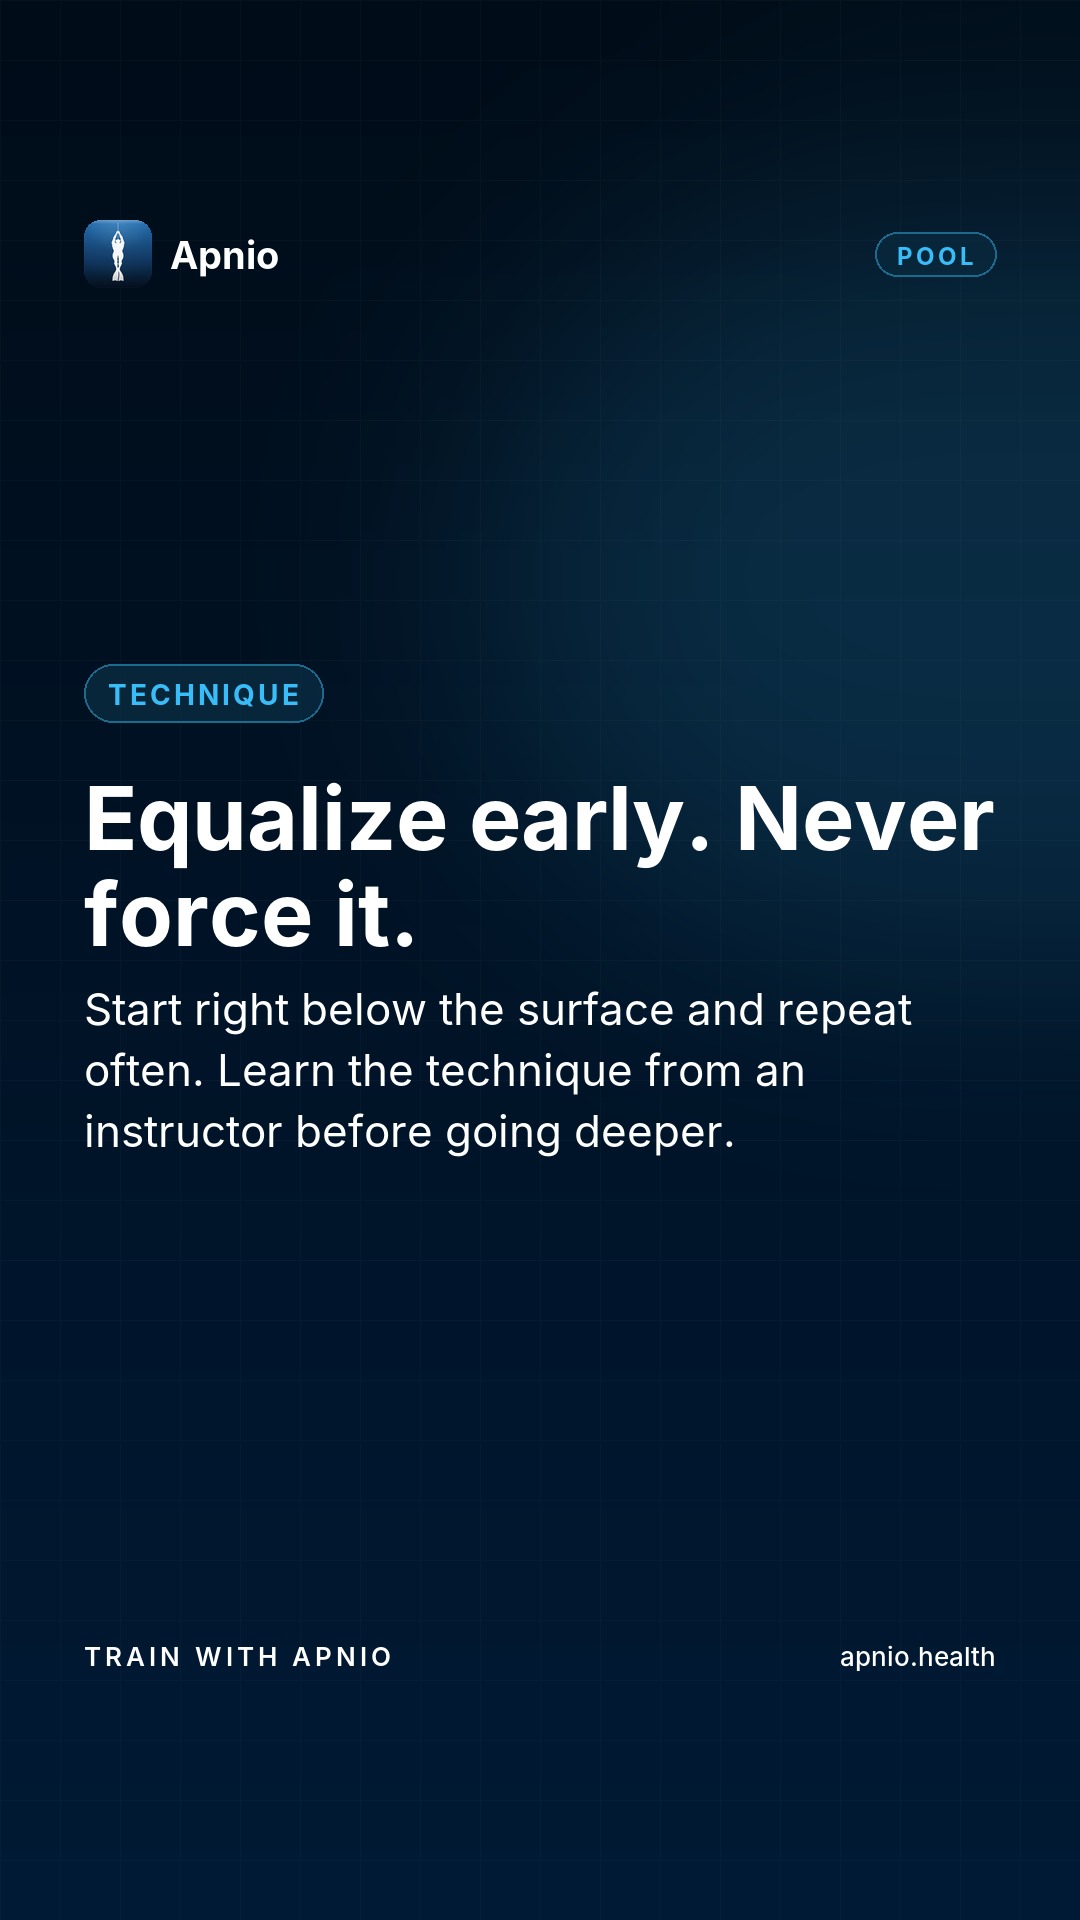 Apnio
POOL
TECHNIQUE
Equalize early. Never
force it.
Start right below the surface and repeat
often. Learn the technique from an
instructor before going deeper.
TRAIN WITH APNIO
apnio.health